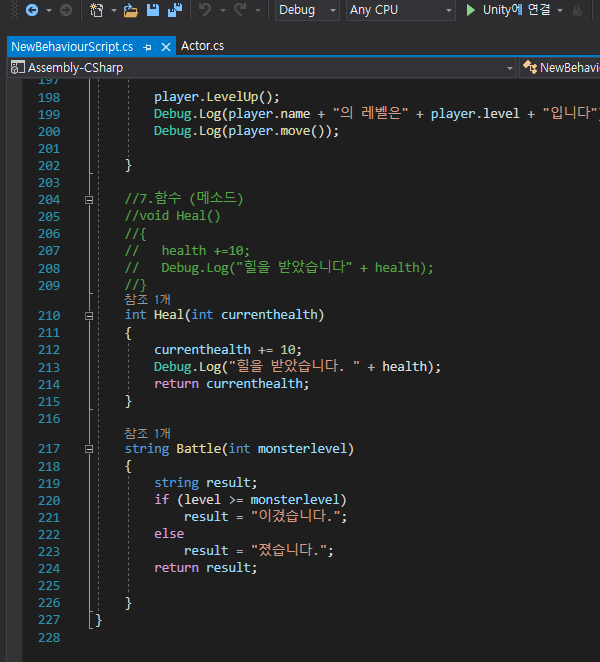 Debug Any CPU Unity에 연결
NewBehaviourScript.cs Actor.cs
Assembly-CSharp NewBehavio
197
198 player.LevelUp();
199 Debug.Log(player.name + "의 레벨은" + player.level + "입니다"
200 Debug.Log(player.move());
201
202 }
203
204 //7.함수 (메소드)
205 //void Heal()
206 //{
207 // health +=10;
208 // Debug.Log("힐을 받았습니다" + health);
209 //}
참조 1개
210 int Heal(int currenthealth)
211 {
212 currenthealth += 10;
213 Debug.Log("힐을 받았습니다. " + health);
214 return currenthealth;
215 }
216
참조 1개
217 string Battle(int monsterlevel)
218 {
219 string result;
220 if (level >= monsterlevel)
221 result = "이겼습니다.";
222 else
223 result = "졌습니다.";
224 return result;
225
226 }
227 }
228